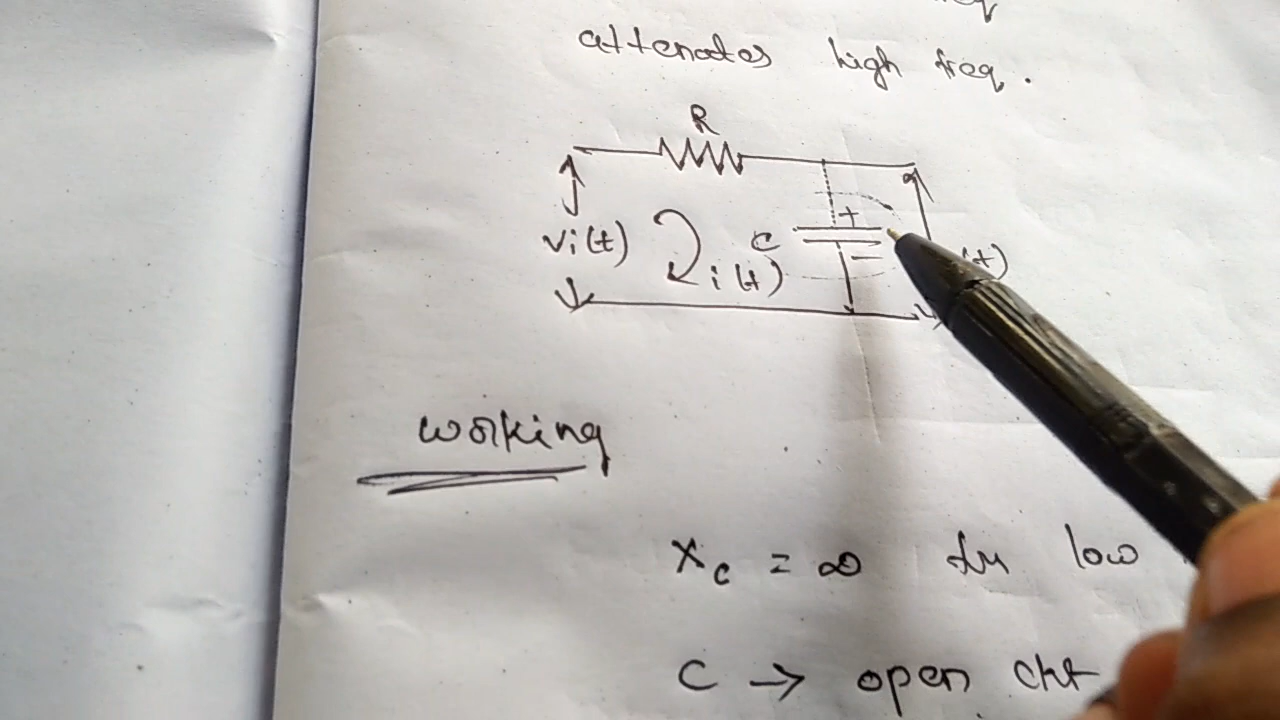 attenates high freq.
R
Vi(t)
i(t)
C
+
−
(t)
working
Xc = ∞ for low
C → open ckt